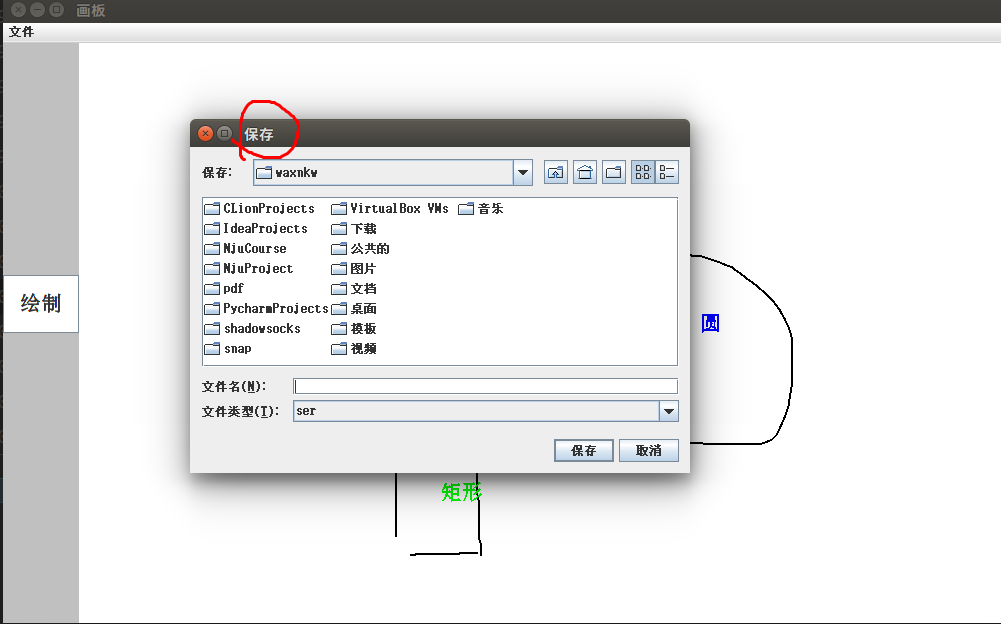 画板
文件
保存
保存: waxnkw
CLionProjects VirtualBox VMs 音乐
IdeaProjects 下载
NjuCourse 公共的
NjuProject 图片
pdf 文档
PycharmProjects 桌面
shadowsocks 模板
snap 视频
文件名(N):
文件类型(T): ser
保存 取消
绘制
圆
矩形